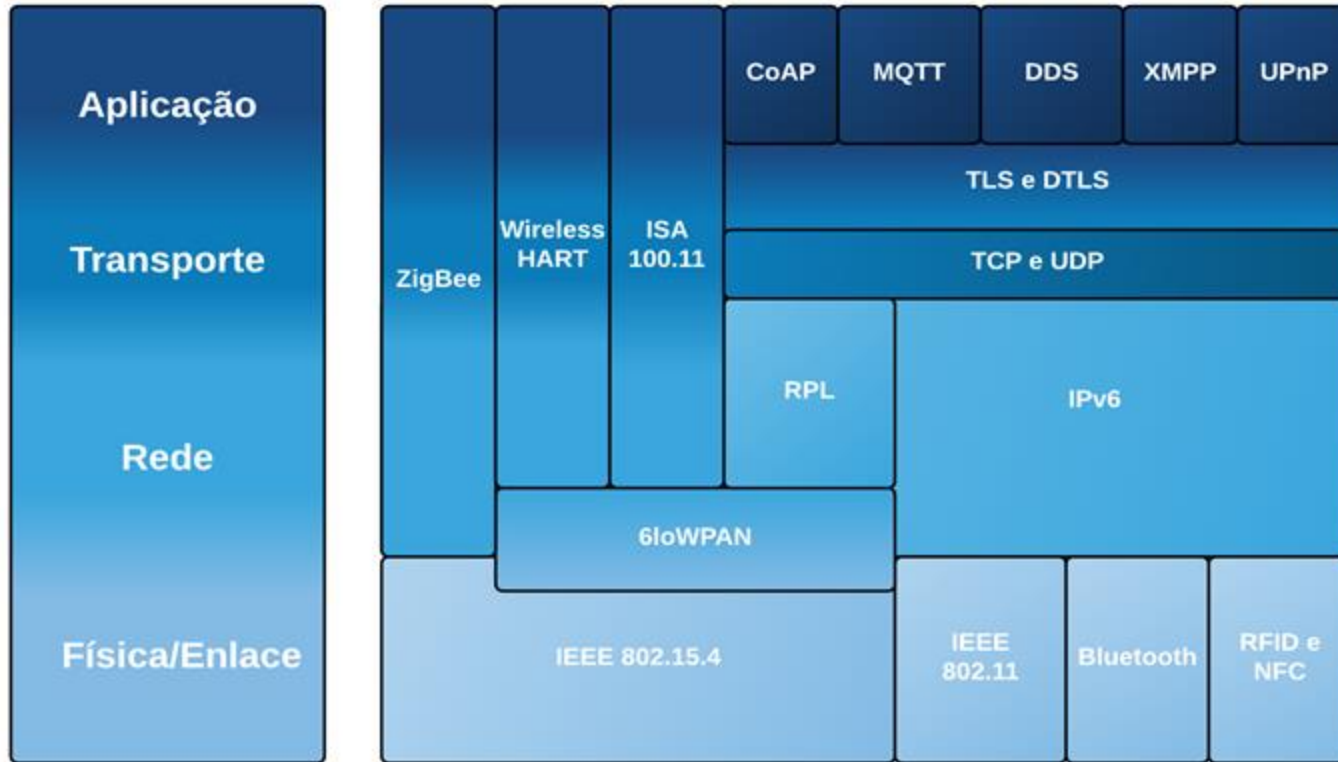 Aplicação
Transporte
Rede
Física/Enlace
ZigBee
Wireless
HART
ISA
100.11
CoAP
MQTT
DDS
XMPP
UPnP
TLS e DTLS
TCP e UDP
RPL
IPv6
6loWPAN
IEEE 802.15.4
IEEE
802.11
Bluetooth
RFID e
NFC